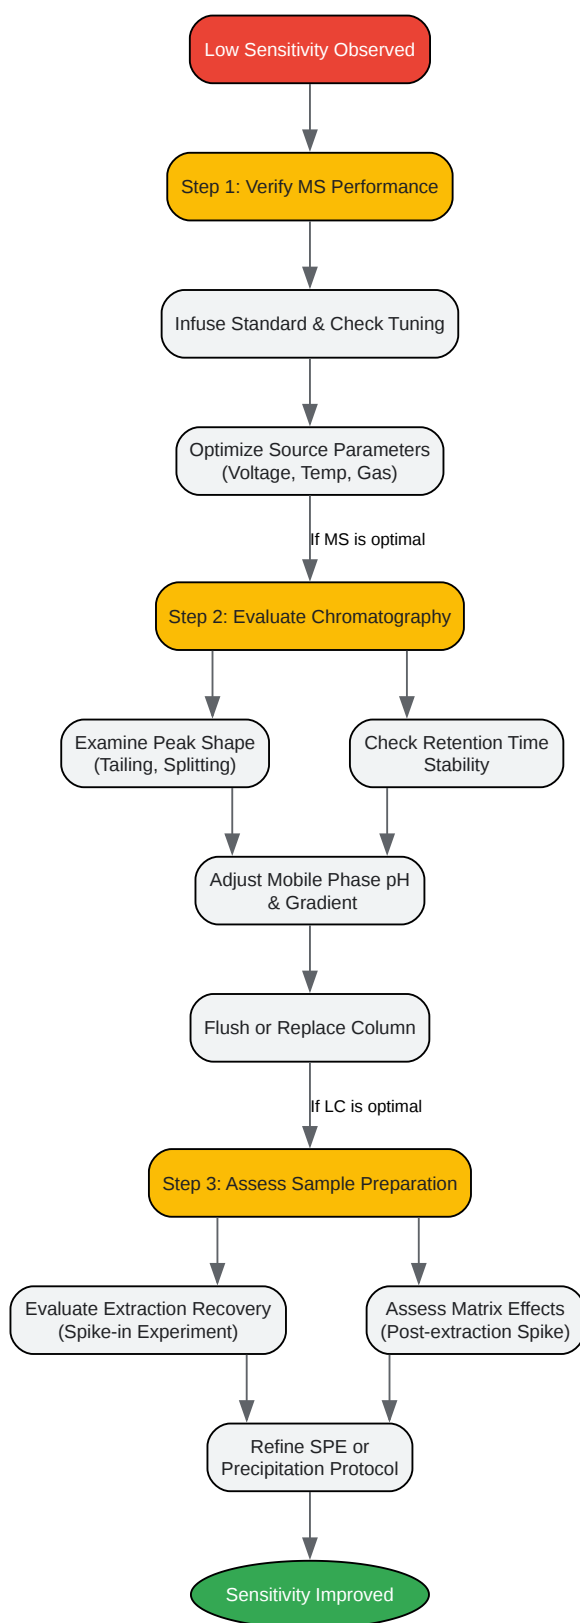 Low Sensitivity Observed
Step 1: Verify MS Performance
Infuse Standard & Check Tuning
Optimize Source Parameters
(Voltage, Temp, Gas)
If MS is optimal
Step 2: Evaluate Chromatography
Examine Peak Shape
(Tailing, Splitting)
Check Retention Time
Stability
Adjust Mobile Phase pH
& Gradient
Flush or Replace Column
If LC is optimal
Step 3: Assess Sample Preparation
Evaluate Extraction Recovery
(Spike-in Experiment)
Assess Matrix Effects
(Post-extraction Spike)
Refine SPE or
Precipitation Protocol
Sensitivity Improved